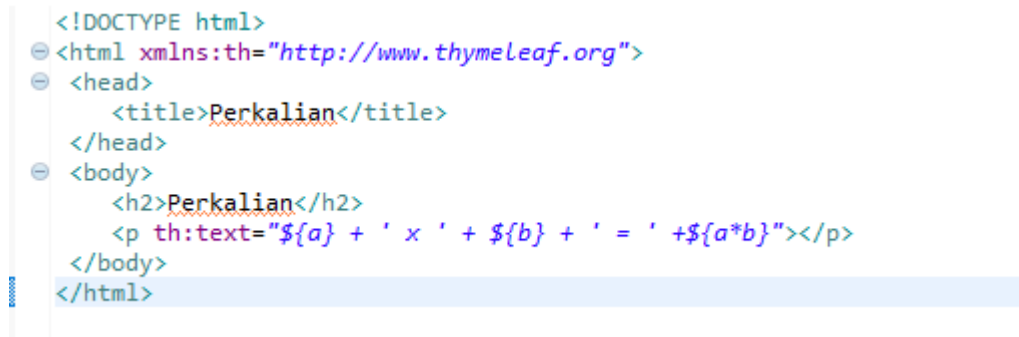 <!DOCTYPE html>
<html xmlns:th="http://www.thymeleaf.org">
<head>
<title>Perkalian</title>
</head>
<body>
<h2>Perkalian</h2>
<p th:text="${a} + ' x ' + ${b} + ' = ' +${a*b}"></p>
</body>
</html>